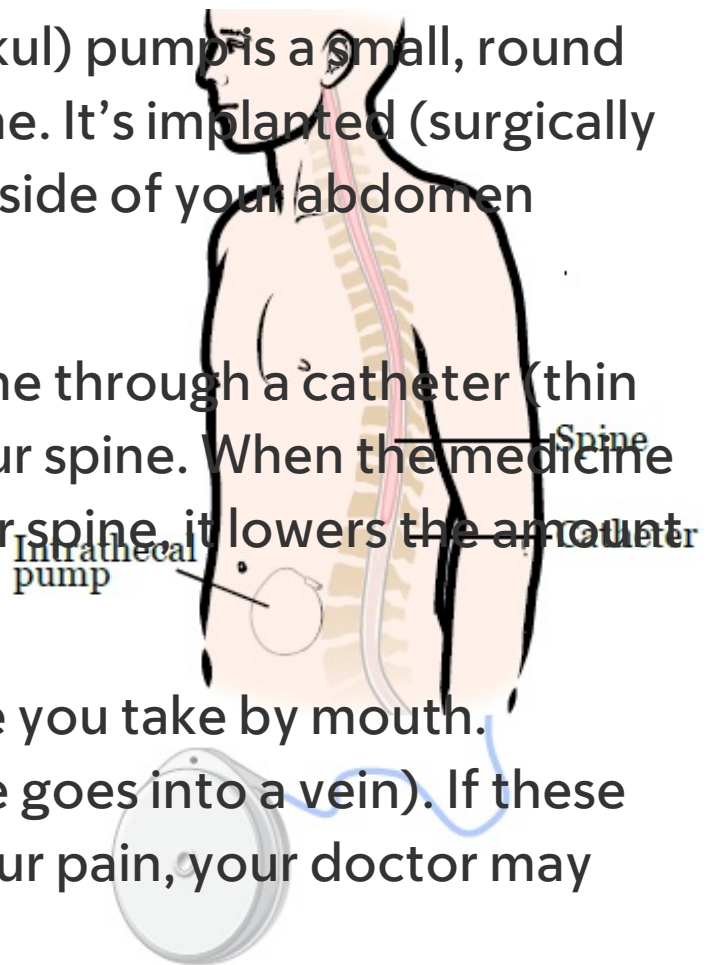 kul) pump is a small, round
ne. It's implanted (surgically
side of your abdomen
ne through a catheter (thin
ur spine. When the medicine
r spine, it lowers the amount
e you take by mouth.
e goes into a vein). If these
ur pain, your doctor may
Spine
Catheter
Intrathecal
pump